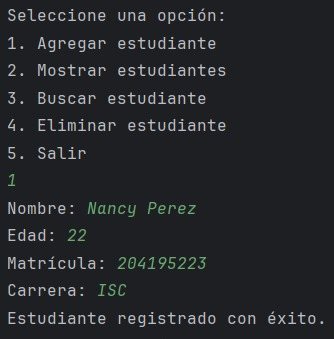 Seleccione una opción:
1. Agregar estudiante
2. Mostrar estudiantes
3. Buscar estudiante
4. Eliminar estudiante
5. Salir
1
Nombre: Nancy Perez
Edad: 22
Matrícula: 204195223
Carrera: ISC
Estudiante registrado con éxito.